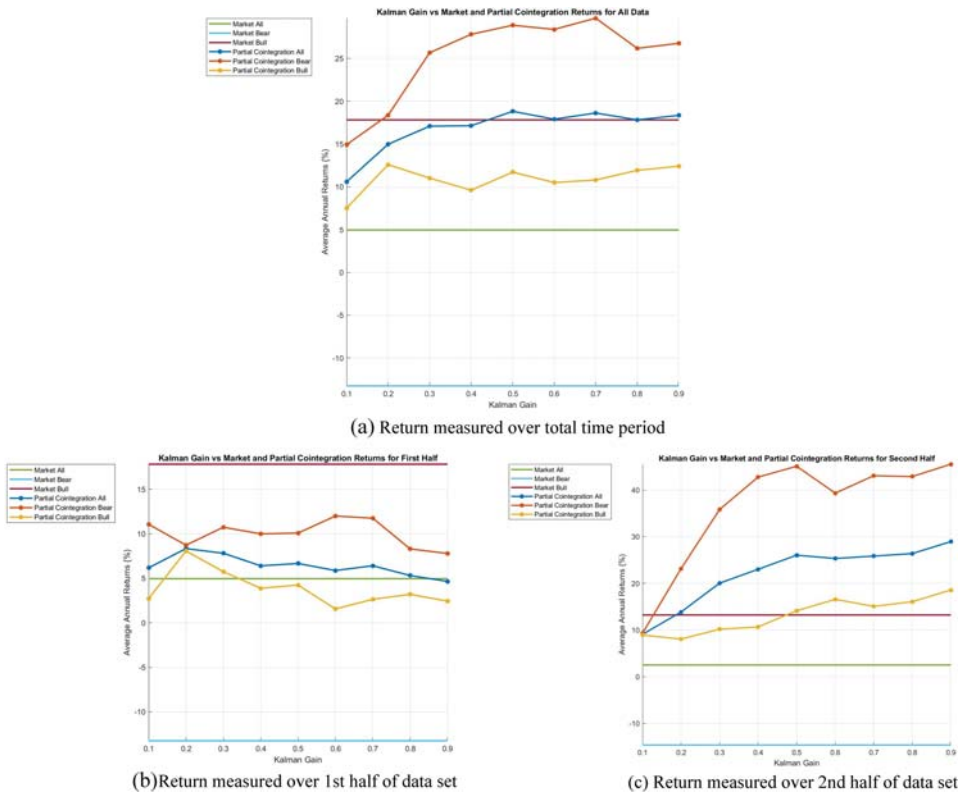 Kalman Gain vs Market and Partial Cointegration Returns for All Data
Market All
Market Bear
Market Bull
Partial Cointegration All
Partial Cointegration Bear
Partial Cointegration Bull
Average Annual Returns (%)
25
20
15
10
5
0
-10
0.1 0.2 0.3 0.4 0.5 0.6 0.7 0.8 0.9
Kalman Gain
(a) Return measured over total time period
Kalman Gain vs Market and Partial Cointegration Returns for First Half
Market All
Market Bear
Market Bull
Partial Cointegration All
Partial Cointegration Bear
Partial Cointegration Bull
Average Annual Returns (%)
15
10
5
0
-5
-10
0.1 0.2 0.3 0.4 0.5 0.6 0.7 0.8 0.9
Kalman Gain
(b) Return measured over 1st half of data set
Kalman Gain vs Market and Partial Cointegration Returns for Second Half
Market All
Market Bear
Market Bull
Partial Cointegration All
Partial Cointegration Bear
Partial Cointegration Bull
Average Annual Returns (%)
40
30
20
10
0
-10
0.1 0.2 0.3 0.4 0.5 0.6 0.7 0.8 0.9
Kalman Gain
(c) Return measured over 2nd half of data set